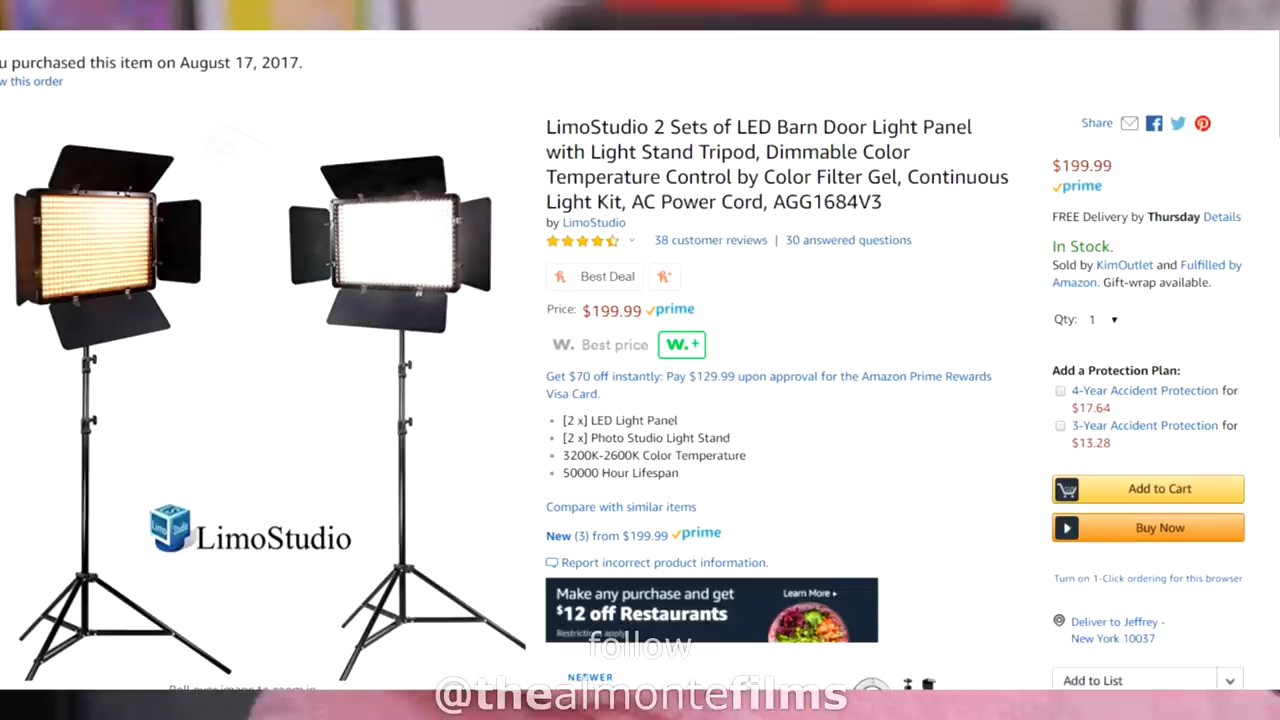 u purchased this item on August 17, 2017.
w this order
LimoStudio
LimoStudio 2 Sets of LED Barn Door Light Panel
with Light Stand Tripod, Dimmable Color
Temperature Control by Color Filter Gel, Continuous
Light Kit, AC Power Cord, AGG1684V3
by LimoStudio
38 customer reviews | 30 answered questions
Best Deal
Price: $199.99 prime
W. Best price W.+
Get $70 off instantly: Pay $129.99 upon approval for the Amazon Prime Rewards
Visa Card.
[2 x] LED Light Panel
[2 x] Photo Studio Light Stand
3200K-2600K Color Temperature
50000 Hour Lifespan
Compare with similar items
New (3) from $199.99 prime
Report incorrect product information.
Make any purchase and get
$12 off Restaurants
Restrictions apply
Learn More
NEEWER
Share
$199.99
prime
FREE Delivery by Thursday Details
In Stock.
Sold by KimOutlet and Fulfilled by
Amazon. Gift-wrap available.
Qty: 1
Add a Protection Plan:
4-Year Accident Protection for
$17.64
3-Year Accident Protection for
$13.28
Add to Cart
Buy Now
Turn on 1-Click ordering for this browser
Deliver to Jeffrey -
New York 10037
Add to List
Roll over image to zoom in
follow
@thealmontefilms